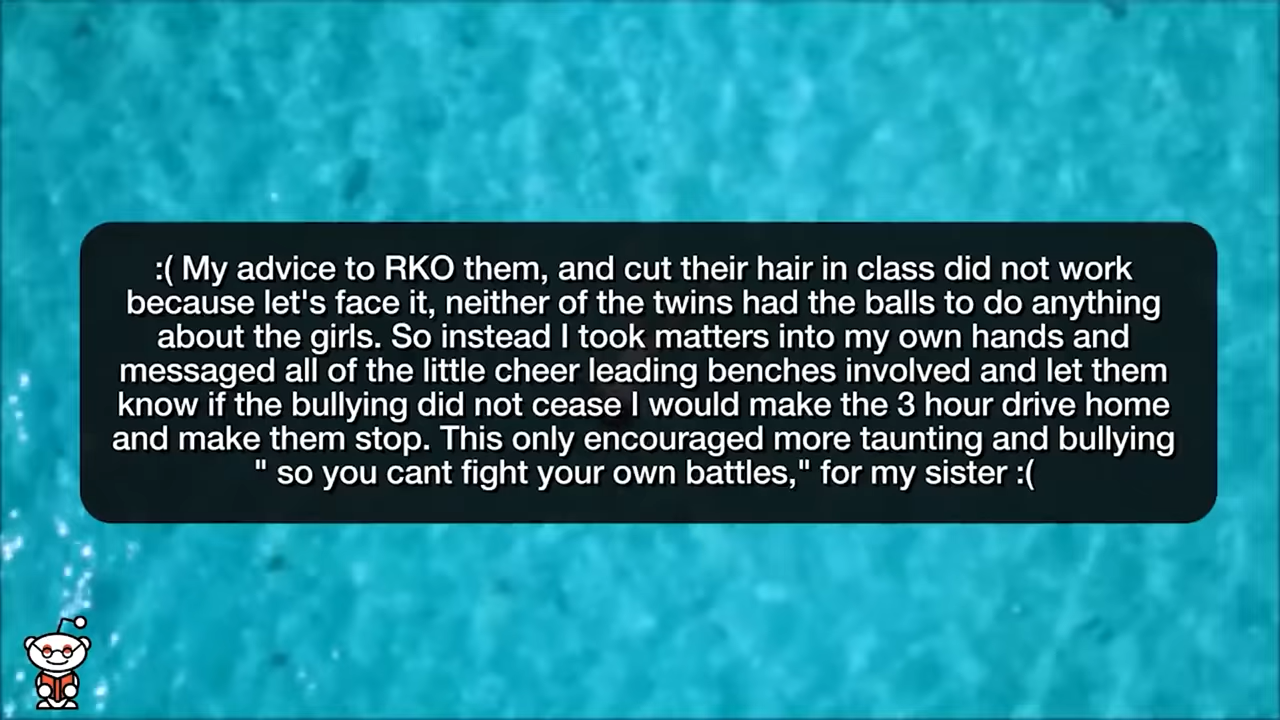 :( My advice to RKO them, and cut their hair in class did not work
because let's face it, neither of the twins had the balls to do anything
about the girls. So instead I took matters into my own hands and
messaged all of the little cheer leading benches involved and let them
know if the bullying did not cease I would make the 3 hour drive home
and make them stop. This only encouraged more taunting and bullying
" so you cant fight your own battles," for my sister :(